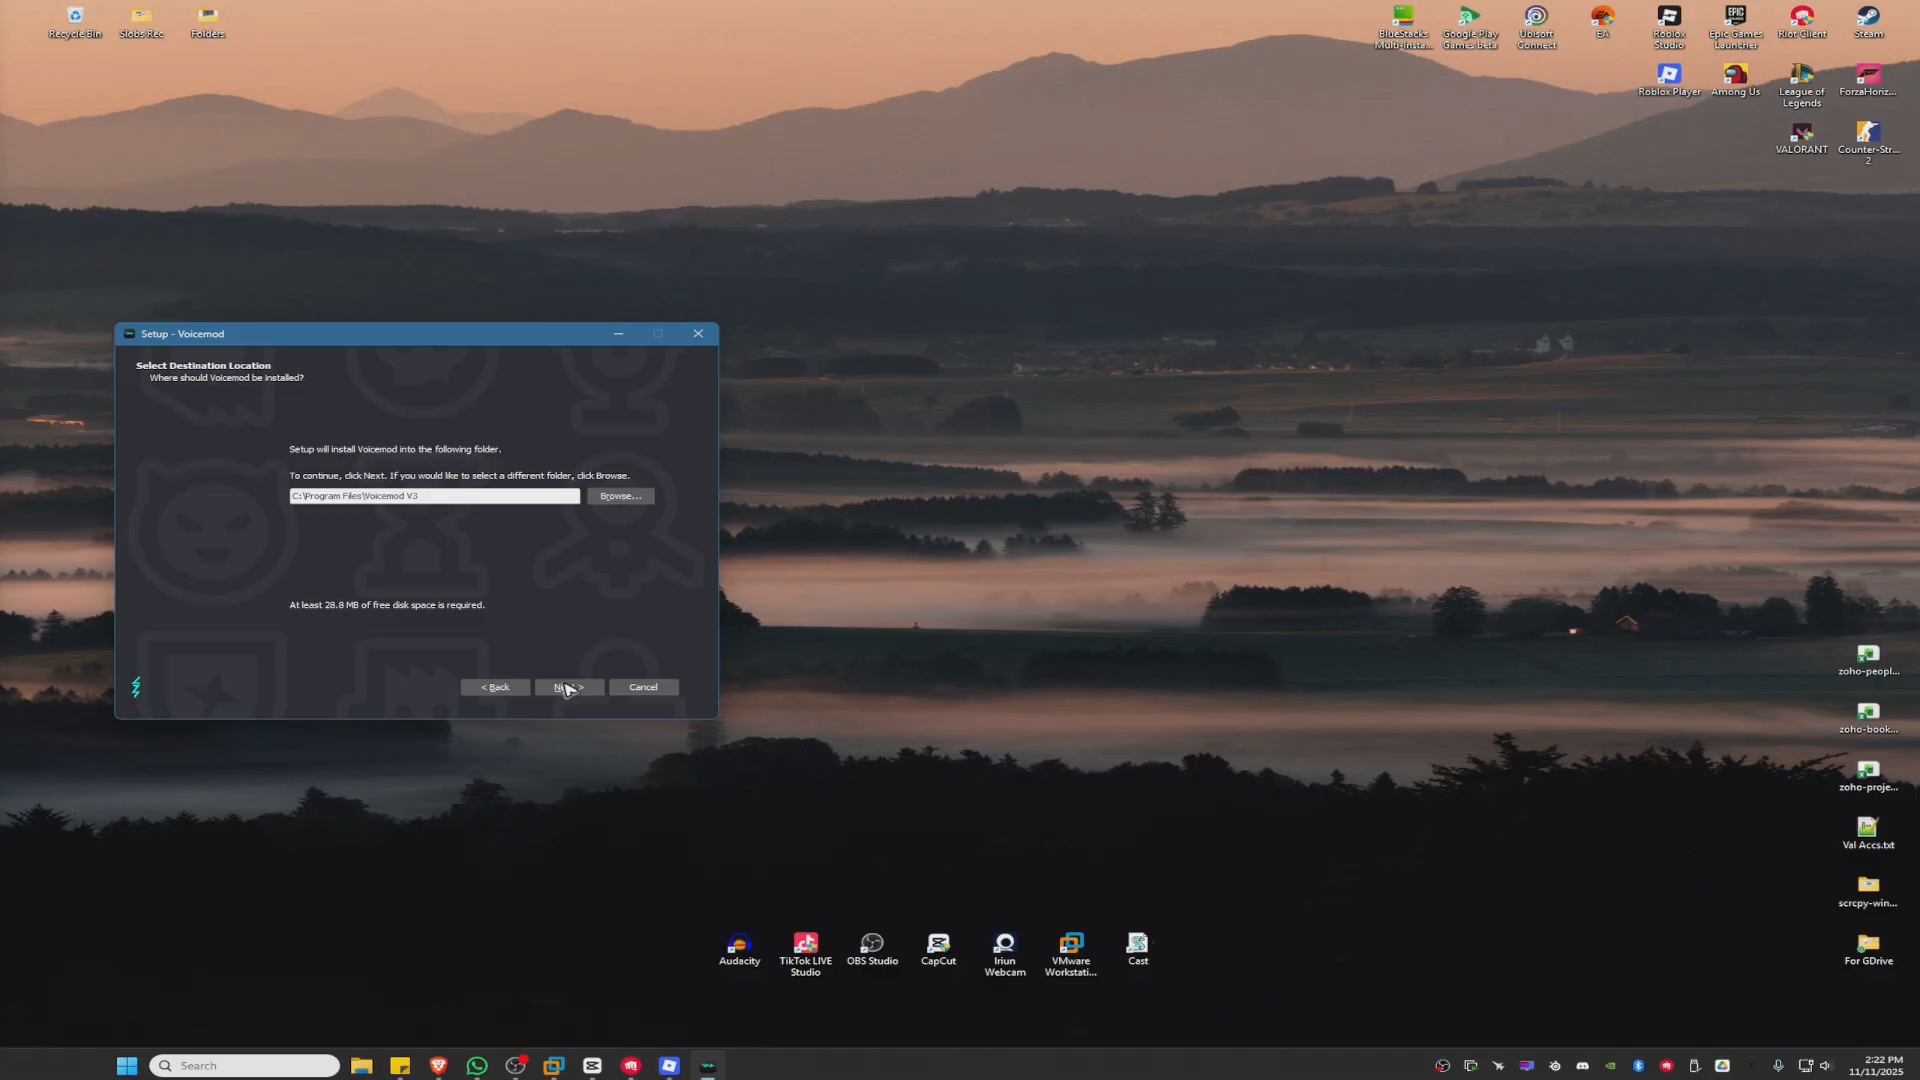 Recycle Bin
Slobs Rec
Folders
BlueStacks
Multi-Insta...
Google Play
Games beta
Ubisoft
Connect
EA
Roblox
Studio
Epic Games
Launcher
Riot Client
Steam
Roblox Player
Among Us
League of
Legends
ForzaHoriz...
VALORANT
Counter-Str...
2
Setup - Voicemod
Select Destination Location
Where should Voicemod be installed?
Setup will install Voicemod into the following folder.
To continue, click Next. If you would like to select a different folder, click Browse.
C:\Program Files\Voicemod V3
Browse...
At least 28.8 MB of free disk space is required.
< Back
Cancel
zoho-peopl...
zoho-book...
zoho-proje...
Val Accs.txt
scrcpy-win...
For GDrive
Audacity
TikTok LIVE
Studio
OBS Studio
CapCut
Iriun
Webcam
VMware
Workstati...
Cast
Search
2:22 PM
11/11/2025